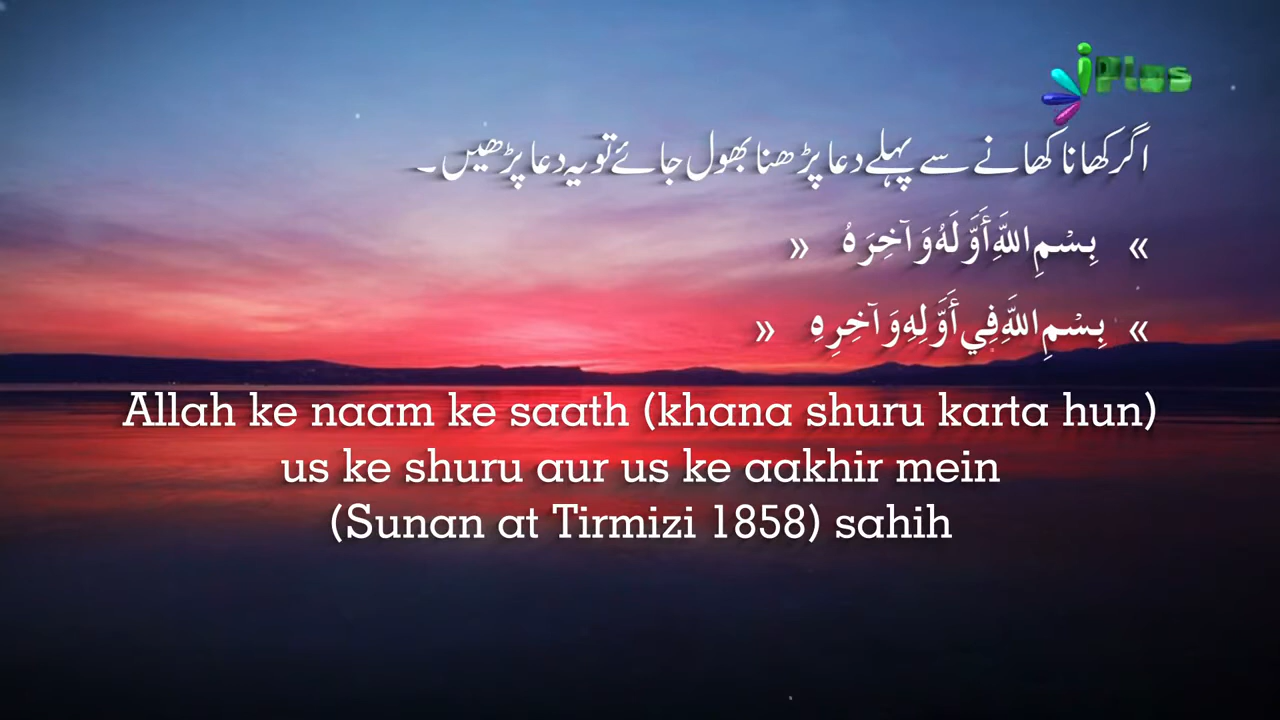 iPlus
اگر کھانا کھانے سے پہلے دعا پڑھنا بھول جائے تو یہ دعا پڑھیں۔
« بِسْمِ اللَّهِ أَوَّلَهُ وَآخِرَهُ »
« بِسْمِ اللَّهِ فِي أَوَّلِهِ وَآخِرِهِ »
Allah ke naam ke saath (khana shuru karta hun)
us ke shuru aur us ke aakhir mein
(Sunan at Tirmizi 1858) sahih